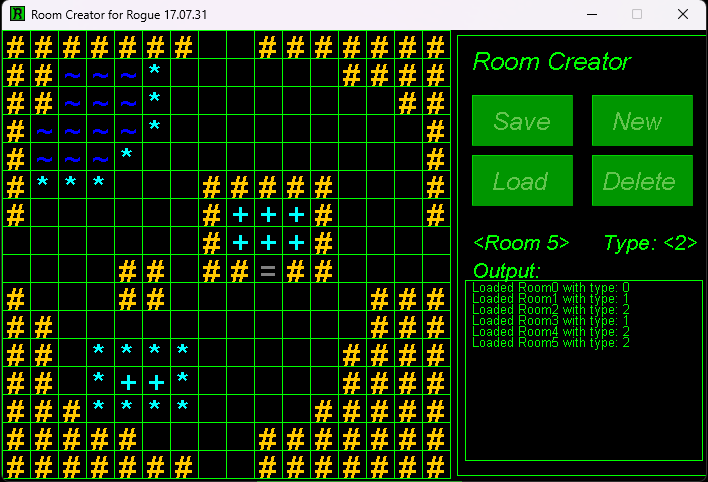 Room Creator for Rogue 17.07.31
# # # # # # # # # # # # # #
# # ~ ~ ~ * # # # #
# # ~ ~ ~ * # #
# ~ ~ ~ ~ * #
# ~ ~ ~ * #
# * * * # # # # # #
# # + + + # #
# + + + #
# # # # = # #
# # # # # #
# # # # #
# # * * * * # # # #
# # * + + * # # # #
# # # * * * * # # # # #
# # # # # # # # # # # #
# # # # # # # # # # # # # #
Room Creator
Save New
Load Delete
<Room 5> Type: <2>
Output:
Loaded Room0 with type: 0
Loaded Room1 with type: 1
Loaded Room2 with type: 2
Loaded Room3 with type: 1
Loaded Room4 with type: 2
Loaded Room5 with type: 2